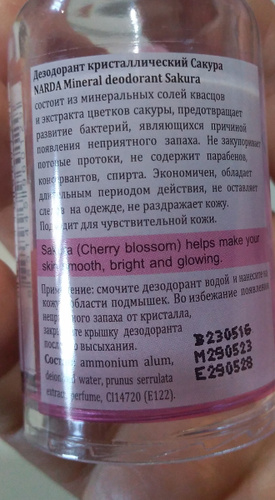 Дезодорант кристаллический Сакура
NARDA Mineral deodorant Sakura
состоит из минеральных солей квасцов
и экстракта цветков сакуры, предотвращает
развитие бактерий, являющихся причиной
появления неприятного запаха. Не закупоривает
потовые протоки, не содержит парабенов,
консервантов, спирта. Экономичен, обладает
длительным периодом действия, не оставляет
следов на одежде, не раздражает кожу.
Подходит для чувствительной кожи.
Sakura (Cherry blossom) helps make your
skin smooth, bright and glowing.
Применение: смочите дезодорант водой и нанесите на
кожу области подмышек. Во избежание появления
неприятного запаха от кристалла,
закрывайте крышку дезодоранта
после высыхания.
Состав: ammonium alum,
deionized water, prunus serrulata
extract, perfume, CI14720 (E122).
B230516
M290523
E290528